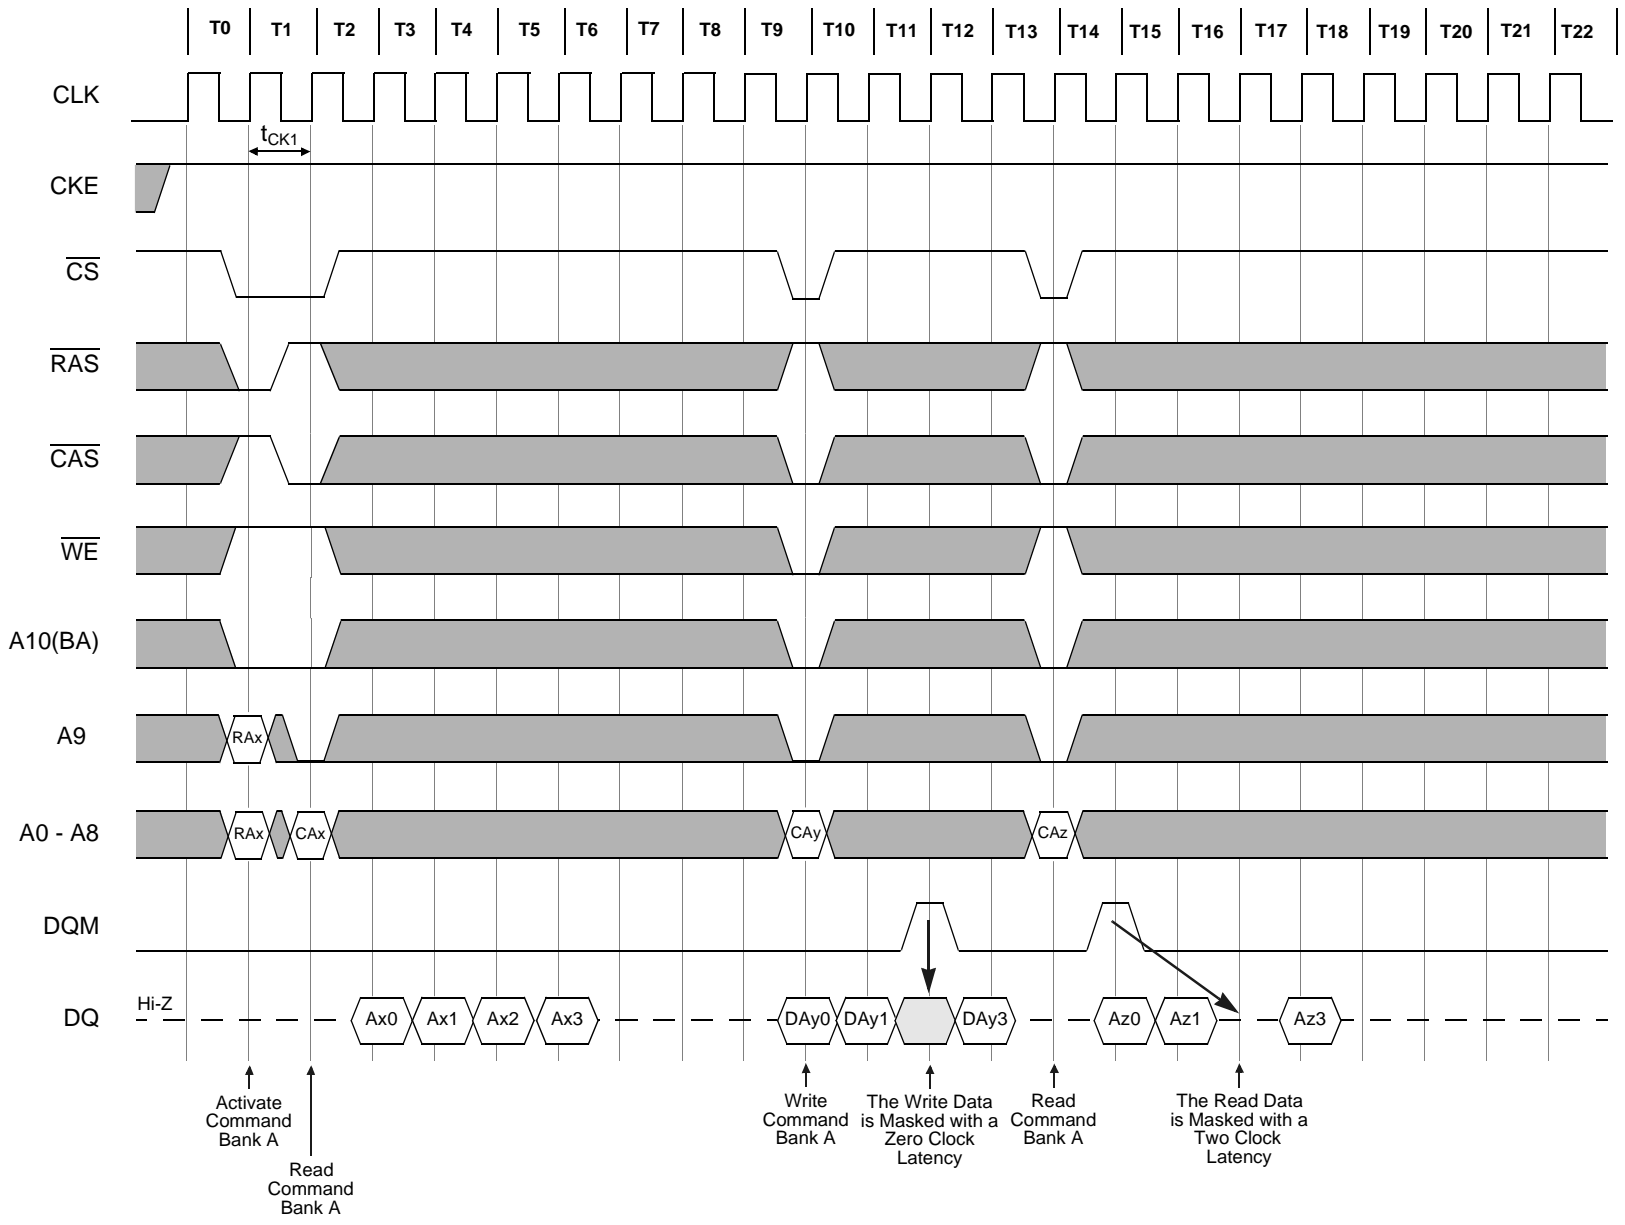 T0 T1 T2 T3 T4 T5 T6 T7 T8 T9 T10 T11 T12 T13 T14 T15 T16 T17 T18 T19 T20 T21 T22
CLK
tCK1
CKE
CS
RAS
CAS
WE
A10(BA)
A9
RAx
A0 - A8
RAx CAx CAy CAz
DQM
DQ
Hi-Z
Ax0 Ax1 Ax2 Ax3 DAy0 DAy1 DAy3 Az0 Az1 Az3
Activate
Command
Bank A
Read
Command
Bank A
Write
Command
Bank A
The Write Data
is Masked with a
Zero Clock
Latency
Read
Command
Bank A
The Read Data
is Masked with a
Two Clock
Latency